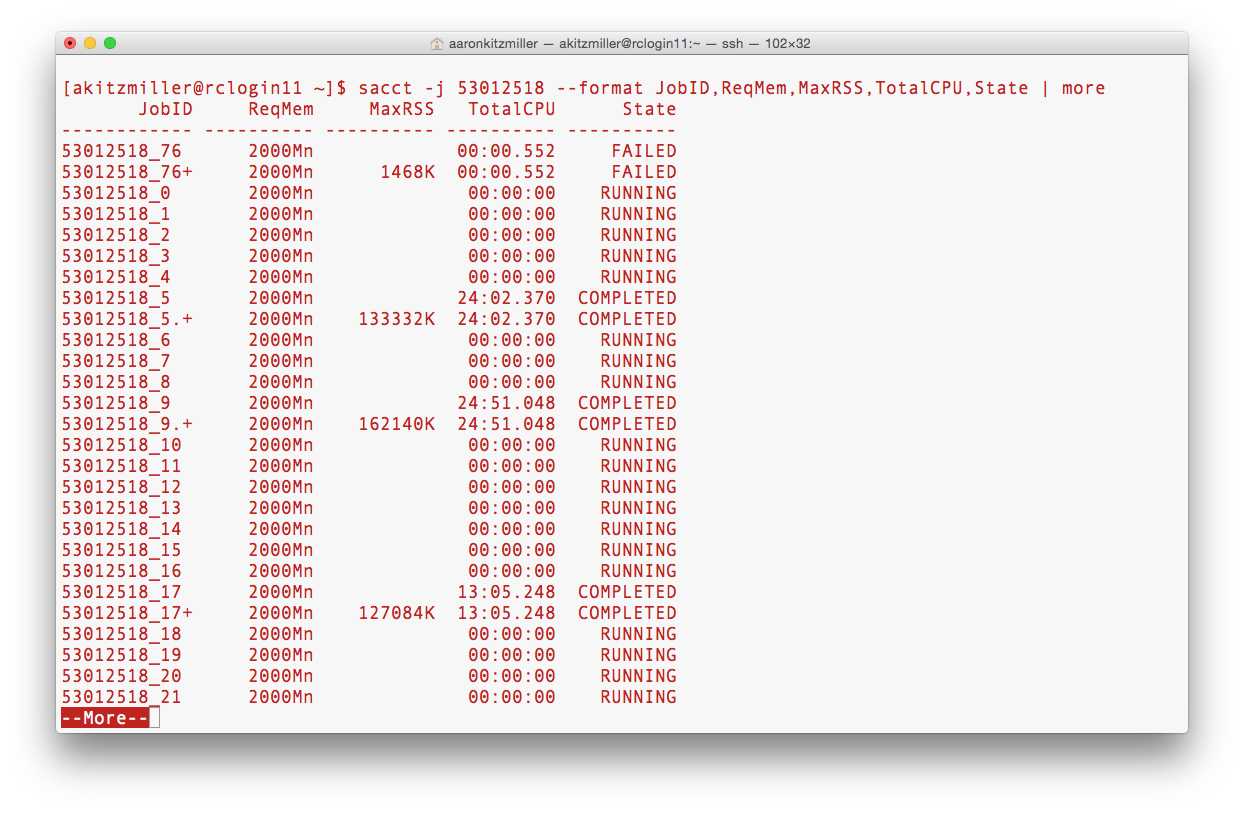 aaronkitzmiller — akitzmiller@rclogin11:~ — ssh — 102×32
[akitzmiller@rclogin11 ~]$ sacct -j 53012518 --format JobID,ReqMem,MaxRSS,TotalCPU,State | more
       JobID     ReqMem     MaxRSS   TotalCPU      State
------------ ---------- ---------- ---------- ----------
53012518_76      2000Mn             00:00.552     FAILED
53012518_76+     2000Mn      1468K  00:00.552     FAILED
53012518_0       2000Mn              00:00:00    RUNNING
53012518_1       2000Mn              00:00:00    RUNNING
53012518_2       2000Mn              00:00:00    RUNNING
53012518_3       2000Mn              00:00:00    RUNNING
53012518_4       2000Mn              00:00:00    RUNNING
53012518_5       2000Mn             24:02.370  COMPLETED
53012518_5.+     2000Mn    133332K  24:02.370  COMPLETED
53012518_6       2000Mn              00:00:00    RUNNING
53012518_7       2000Mn              00:00:00    RUNNING
53012518_8       2000Mn              00:00:00    RUNNING
53012518_9       2000Mn             24:51.048  COMPLETED
53012518_9.+     2000Mn    162140K  24:51.048  COMPLETED
53012518_10      2000Mn              00:00:00    RUNNING
53012518_11      2000Mn              00:00:00    RUNNING
53012518_12      2000Mn              00:00:00    RUNNING
53012518_13      2000Mn              00:00:00    RUNNING
53012518_14      2000Mn              00:00:00    RUNNING
53012518_15      2000Mn              00:00:00    RUNNING
53012518_16      2000Mn              00:00:00    RUNNING
53012518_17      2000Mn             13:05.248  COMPLETED
53012518_17+     2000Mn    127084K  13:05.248  COMPLETED
53012518_18      2000Mn              00:00:00    RUNNING
53012518_19      2000Mn              00:00:00    RUNNING
53012518_20      2000Mn              00:00:00    RUNNING
53012518_21      2000Mn              00:00:00    RUNNING
--More--